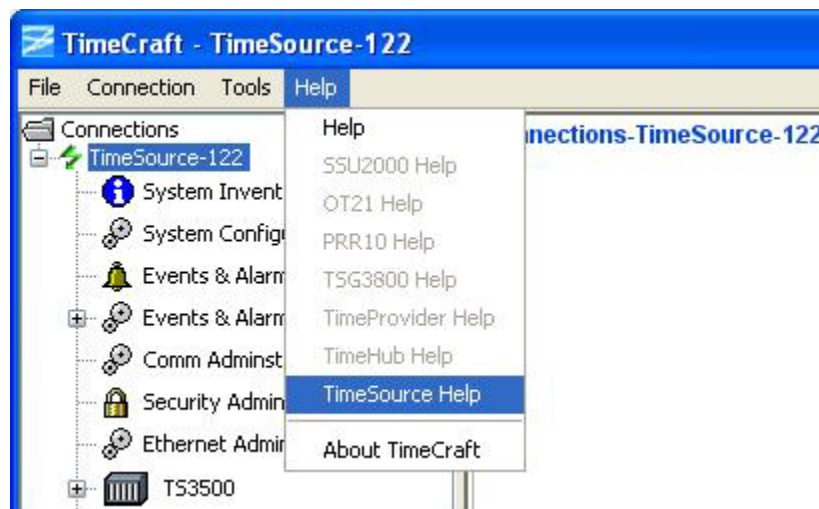 TimeCraft - TimeSource-122
File Connection Tools Help
Connections
TimeSource-122
System Invent
System Config
Events & Alarm
Events & Alarm
Comm Adminst
Security Admin
Ethernet Admin
TS3500
Help
SSU2000 Help
OT21 Help
PRR10 Help
TSG3800 Help
TimeProvider Help
TimeHub Help
TimeSource Help
About TimeCraft
nnections-TimeSource-122